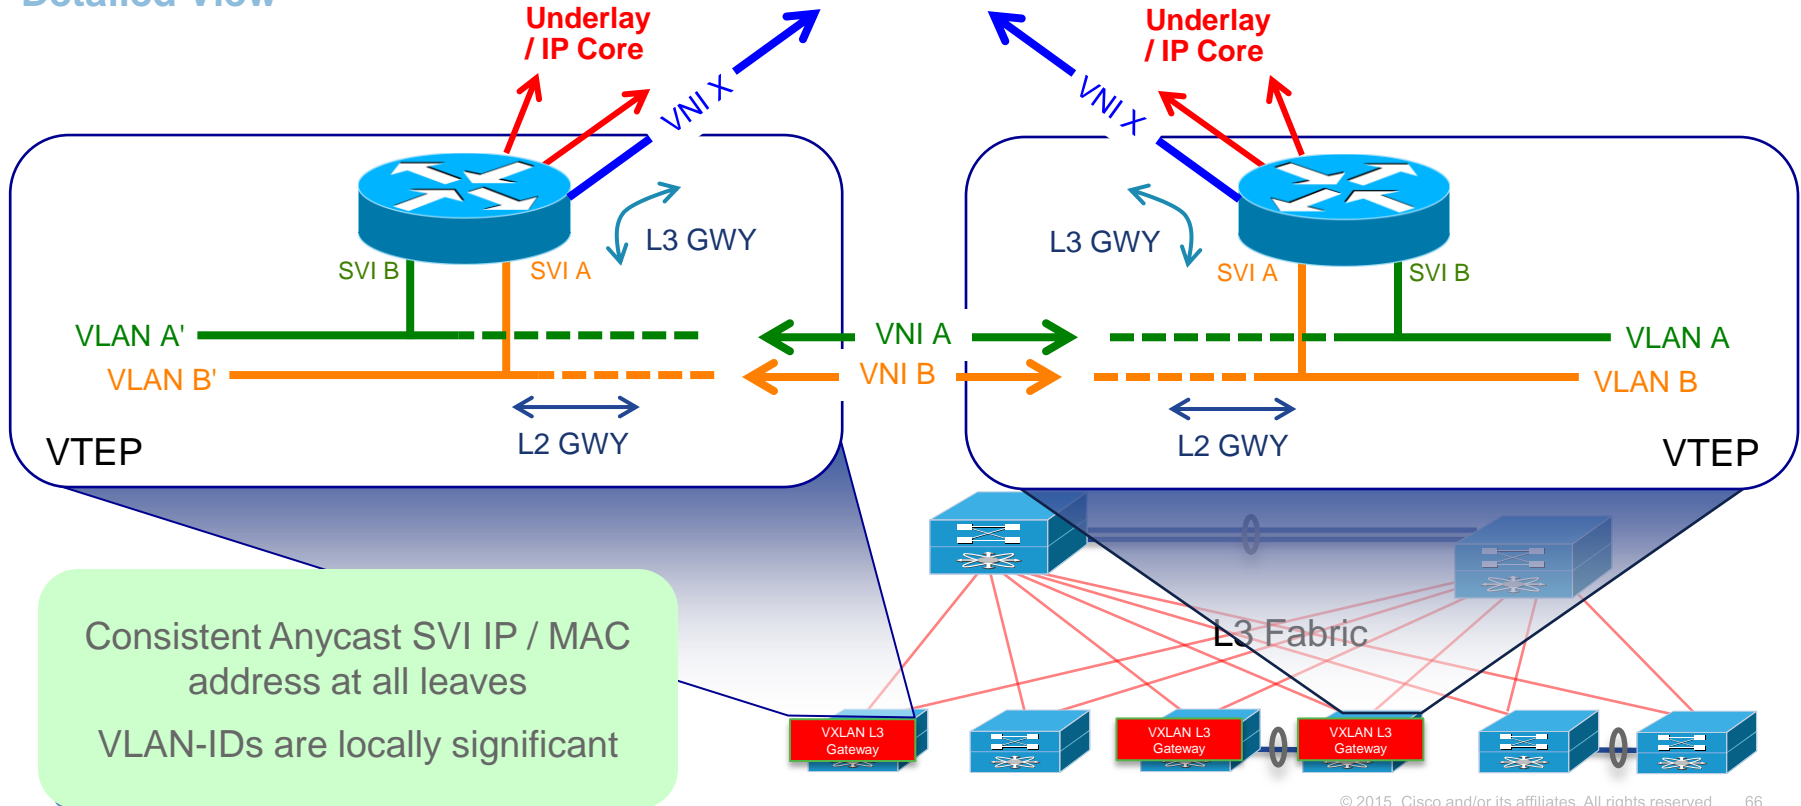 Detailed View
Underlay
/ IP Core
Underlay
/ IP Core
VNI X
VNI X
L3 GWY
L3 GWY
SVI B
SVI A
SVI A
SVI B
VLAN A'
VNI A
VLAN A
VLAN B'
VNI B
VLAN B
L2 GWY
L2 GWY
VTEP
VTEP
L3 Fabric
Consistent Anycast SVI IP / MAC
address at all leaves
VLAN-IDs are locally significant
VXLAN L3
Gateway
VXLAN L3
Gateway
VXLAN L3
Gateway
© 2015 Cisco and/or its affiliates. All rights reserved. 66